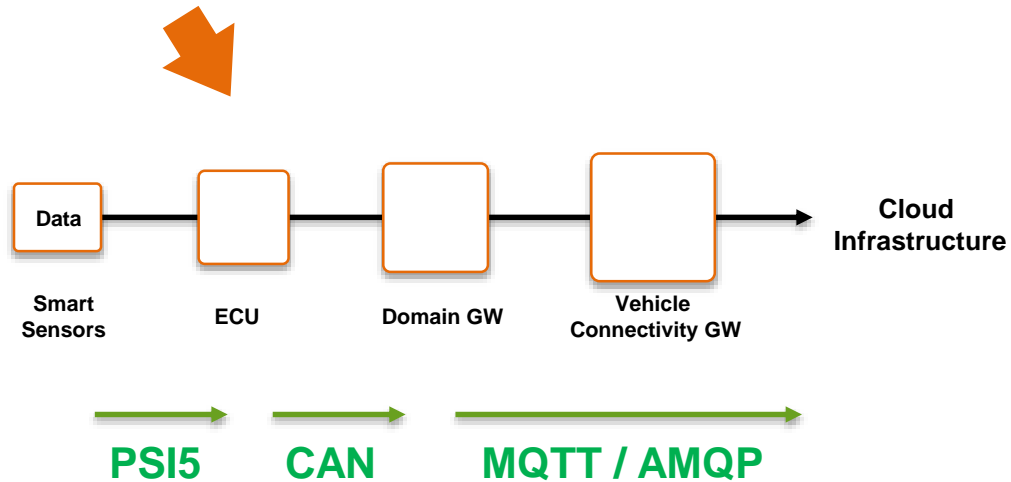 Data
Cloud
Infrastructure
Smart
Sensors
ECU
Domain GW
Vehicle
Connectivity GW
PSI5
CAN
MQTT / AMQP